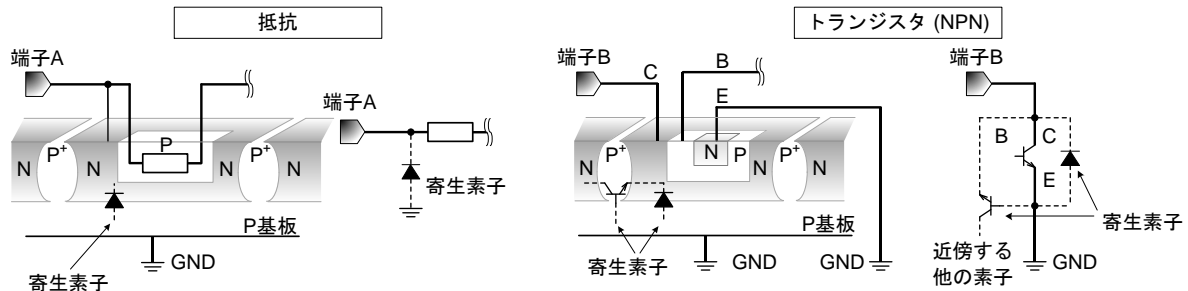 抵抗
トランジスタ (NPN)
端子A
端子A
N
P+
N
P
P+
N
N
寄生素子
P基板
寄生素子
GND
端子B
C
B
E
N
P+
N
N
P
P+
N
N
P基板
寄生素子
GND
GND
端子B
B
C
E
寄生素子
近傍する
他の素子
GND